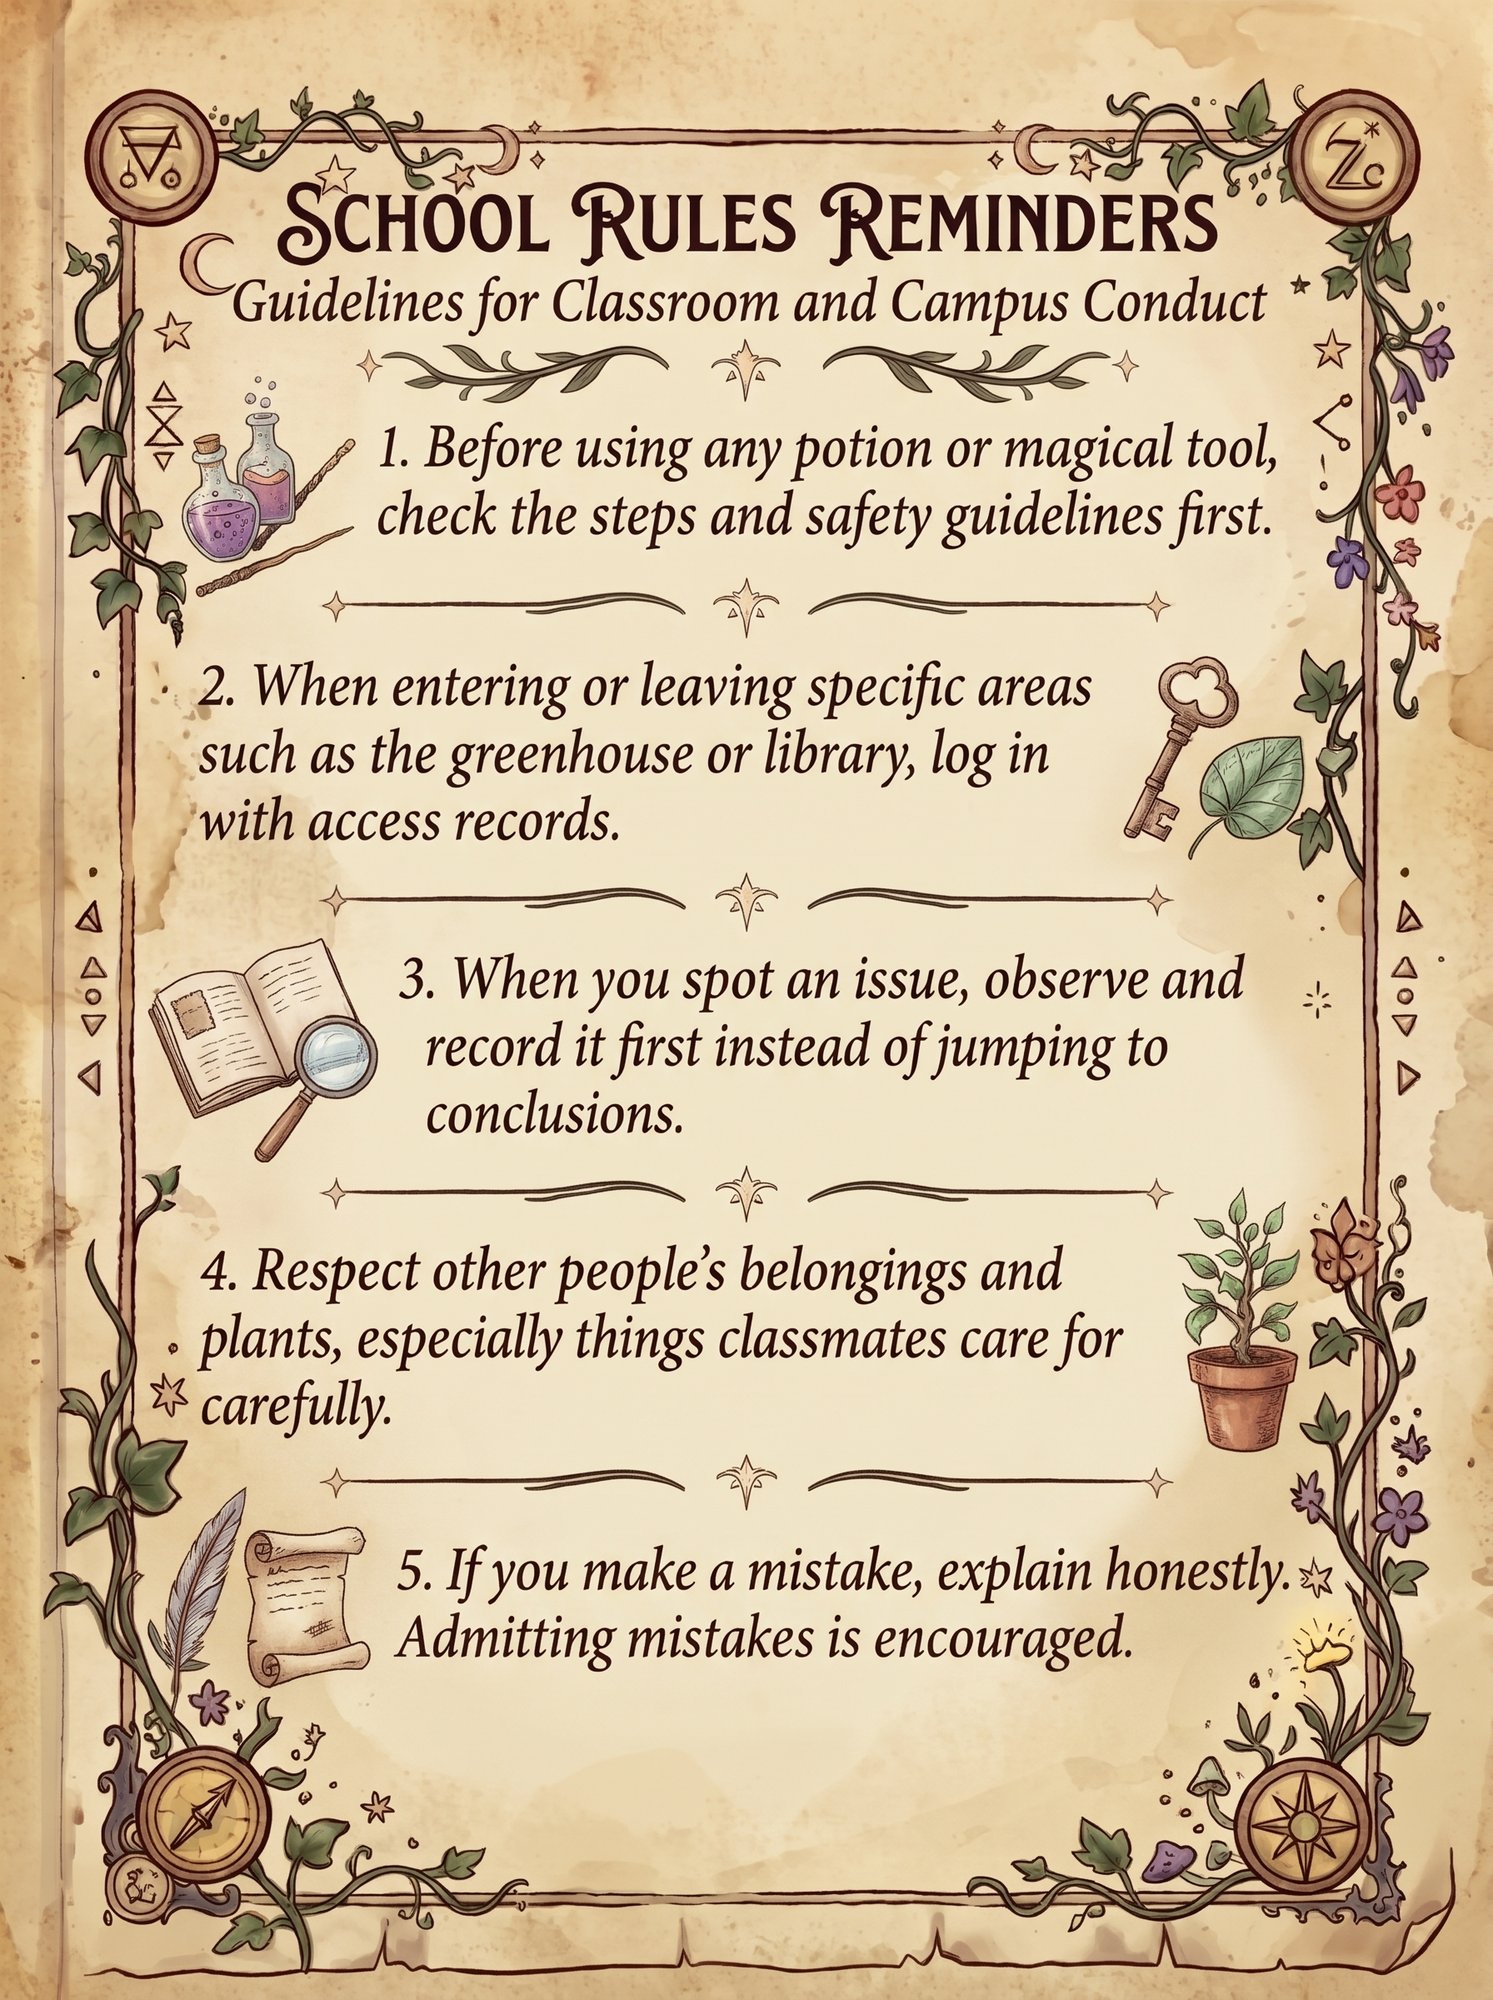 School Rules Reminders
Guidelines for Classroom and Campus Conduct
1. Before using any potion or magical tool,
check the steps and safety guidelines first.
2. When entering or leaving specific areas
such as the greenhouse or library, log in
with access records.
3. When you spot an issue, observe and
record it first instead of jumping to
conclusions.
4. Respect other people’s belongings and
plants, especially things classmates care for
carefully.
5. If you make a mistake, explain honestly.
Admitting mistakes is encouraged.